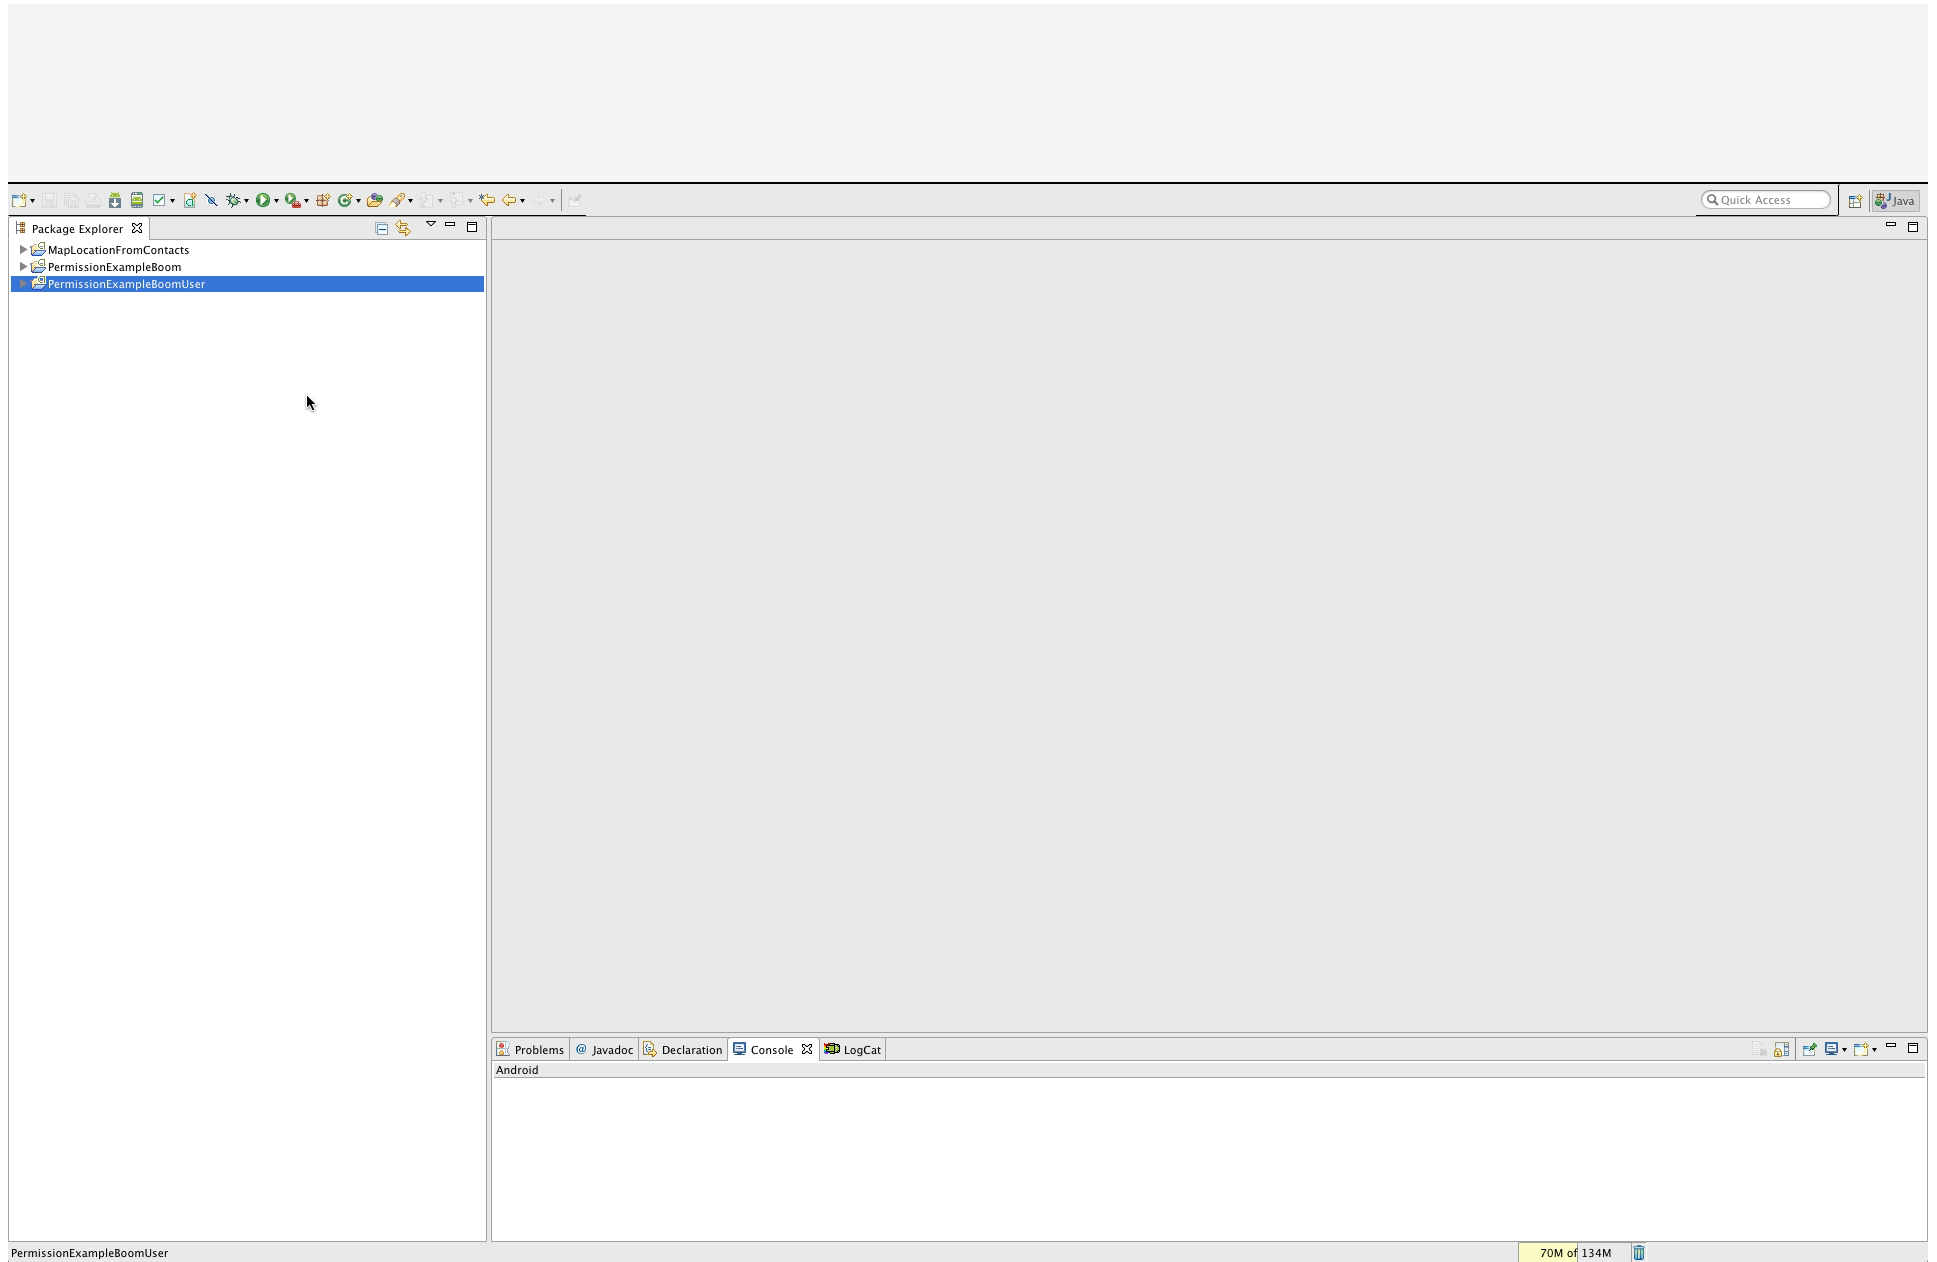 Quick Access
Java
Package Explorer
MapLocationFromContacts
PermissionExampleBoom
PermissionExampleBoomUser
Problems
@ Javadoc
Declaration
Console
LogCat
Android
PermissionExampleBoomUser
70M of 134M